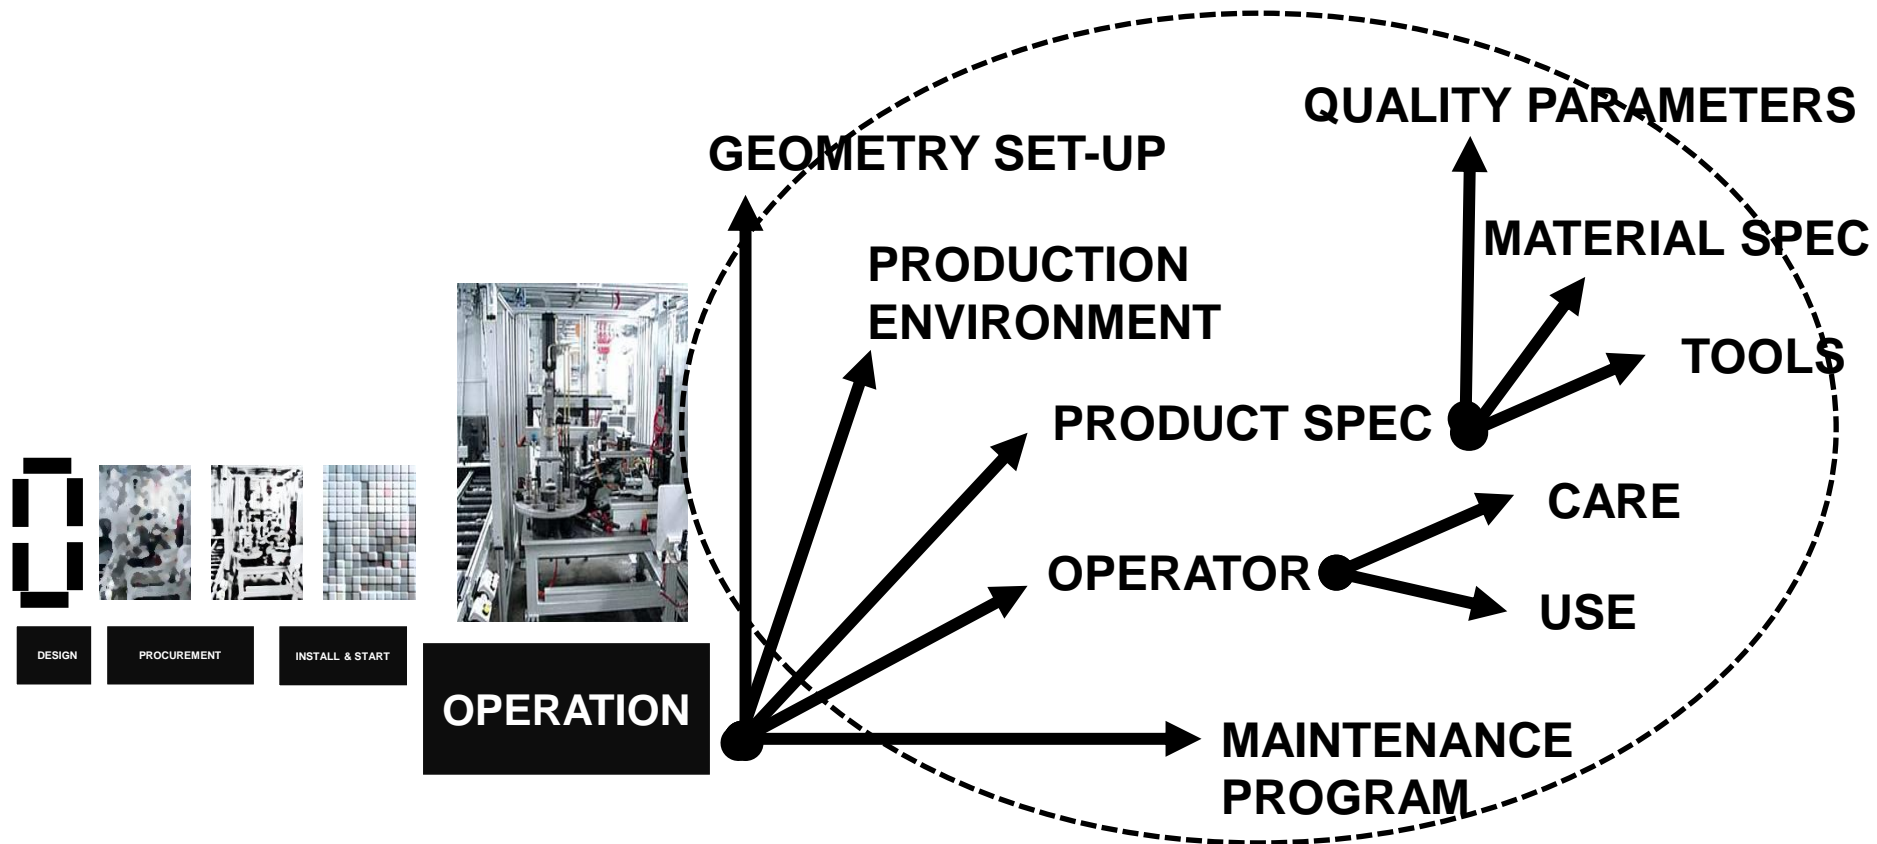 QUALITY PARAMETERS
GEOMETRY SET-UP
MATERIAL SPEC
PRODUCTION
ENVIRONMENT
TOOLS
PRODUCT SPEC
CARE
OPERATOR
USE
DESIGN
PROCUREMENT
INSTALL & START
OPERATION
MAINTENANCE
PROGRAM